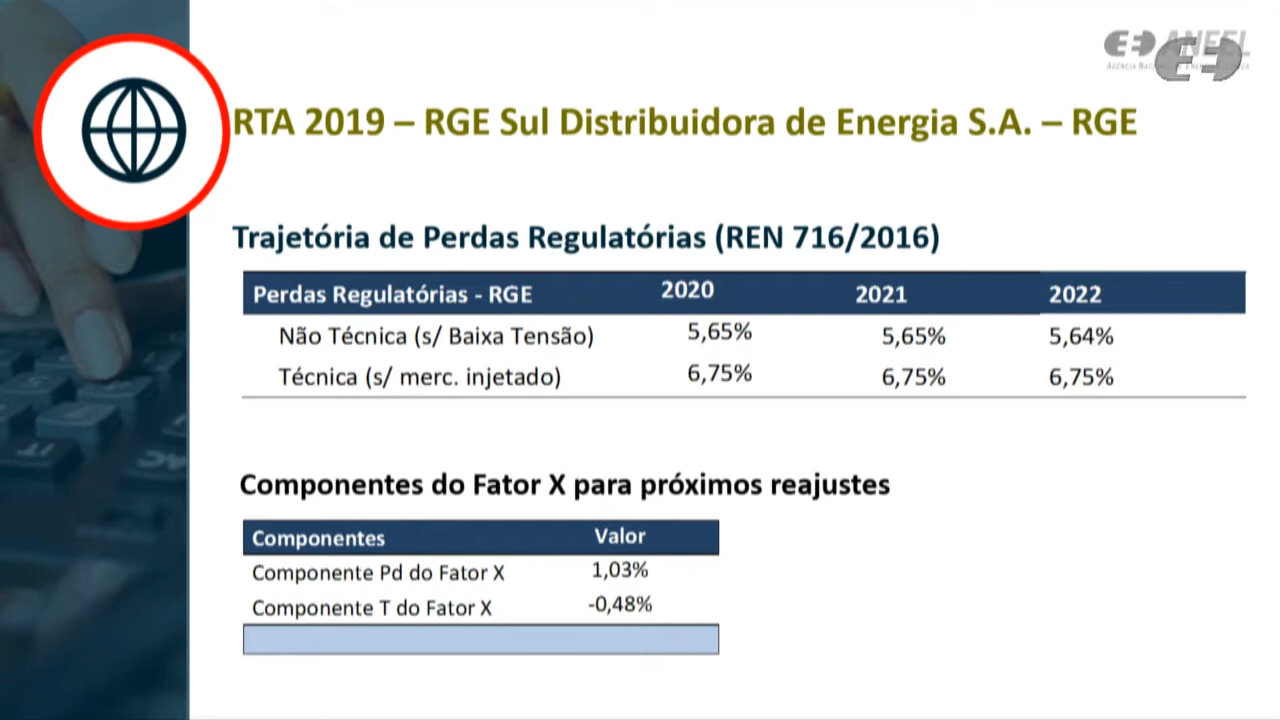 ANEEL
RTA 2019 – RGE Sul Distribuidora de Energia S.A. – RGE
Trajetória de Perdas Regulatórias (REN 716/2016)
Perdas Regulatórias - RGE 2020 2021 2022
Não Técnica (s/ Baixa Tensão) 5,65% 5,65% 5,64%
Técnica (s/ merc. injetado) 6,75% 6,75% 6,75%
Componentes do Fator X para próximos reajustes
Componentes Valor
Componente Pd do Fator X 1,03%
Componente T do Fator X -0,48%